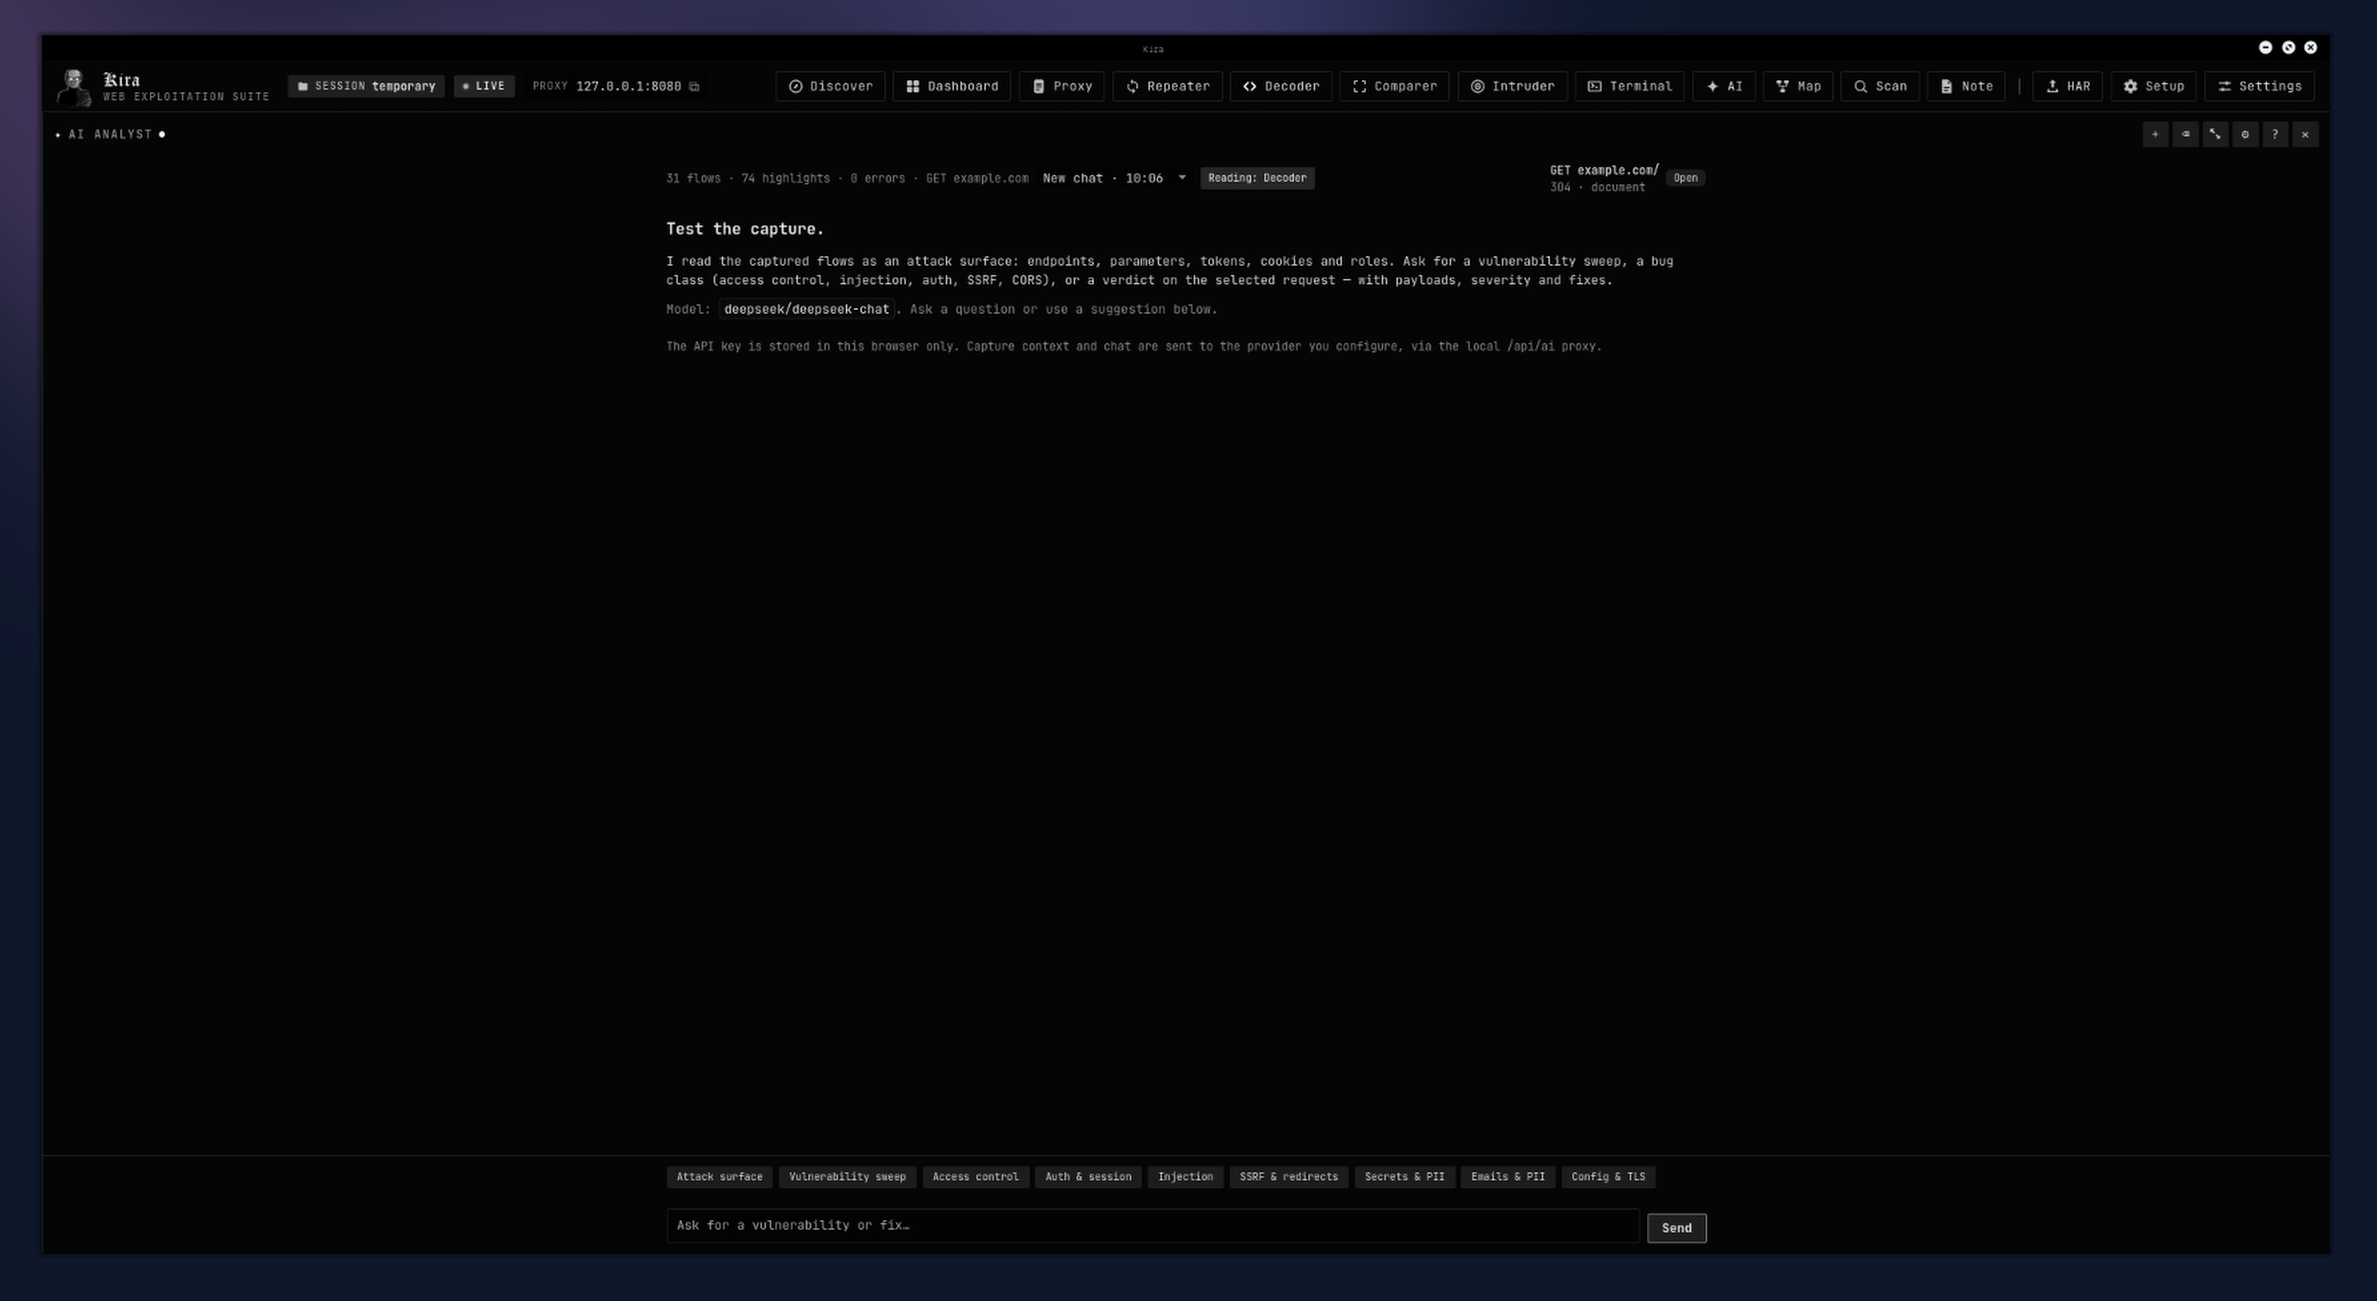 Kira
Kira
WEB EXPLOITATION SUITE
SESSION temporary
LIVE
PROXY 127.0.0.1:8080
Discover
Dashboard
Proxy
Repeater
Decoder
Comparer
Intruder
Terminal
AI
Map
Scan
Note
HAR
Setup
Settings
AI ANALYST
31 flows · 74 highlights · 0 errors · GET example.com New chat · 10:06 Reading: Decoder
GET example.com/
304 · document
Open
Test the capture.
I read the captured flows as an attack surface: endpoints, parameters, tokens, cookies and roles. Ask for a vulnerability sweep, a bug
class (access control, injection, auth, SSRF, CORS), or a verdict on the selected request — with payloads, severity and fixes.
Model: deepseek/deepseek-chat. Ask a question or use a suggestion below.
The API key is stored in this browser only. Capture context and chat are sent to the provider you configure, via the local /api/ai proxy.
Attack surface
Vulnerability sweep
Access control
Auth & session
Injection
SSRF & redirects
Secrets & PII
Emails & PII
Config & TLS
Ask for a vulnerability or fix…
Send